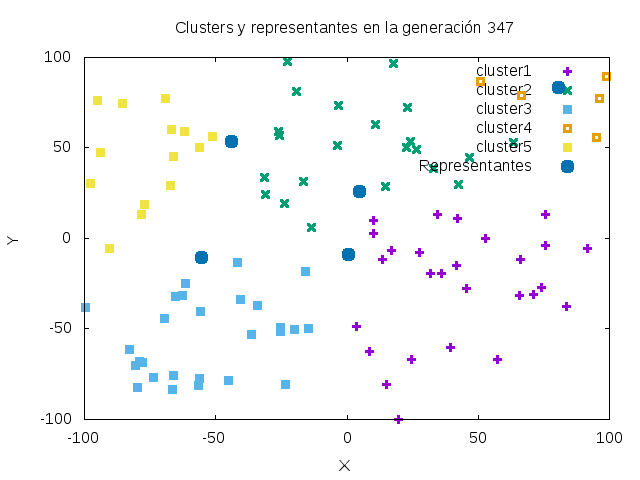 Clusters y representantes en la generación 347
cluster1
cluster2
cluster3
cluster4
cluster5
Representantes
100
50
0
-50
-100
Y
-100
-50
0
50
100
X